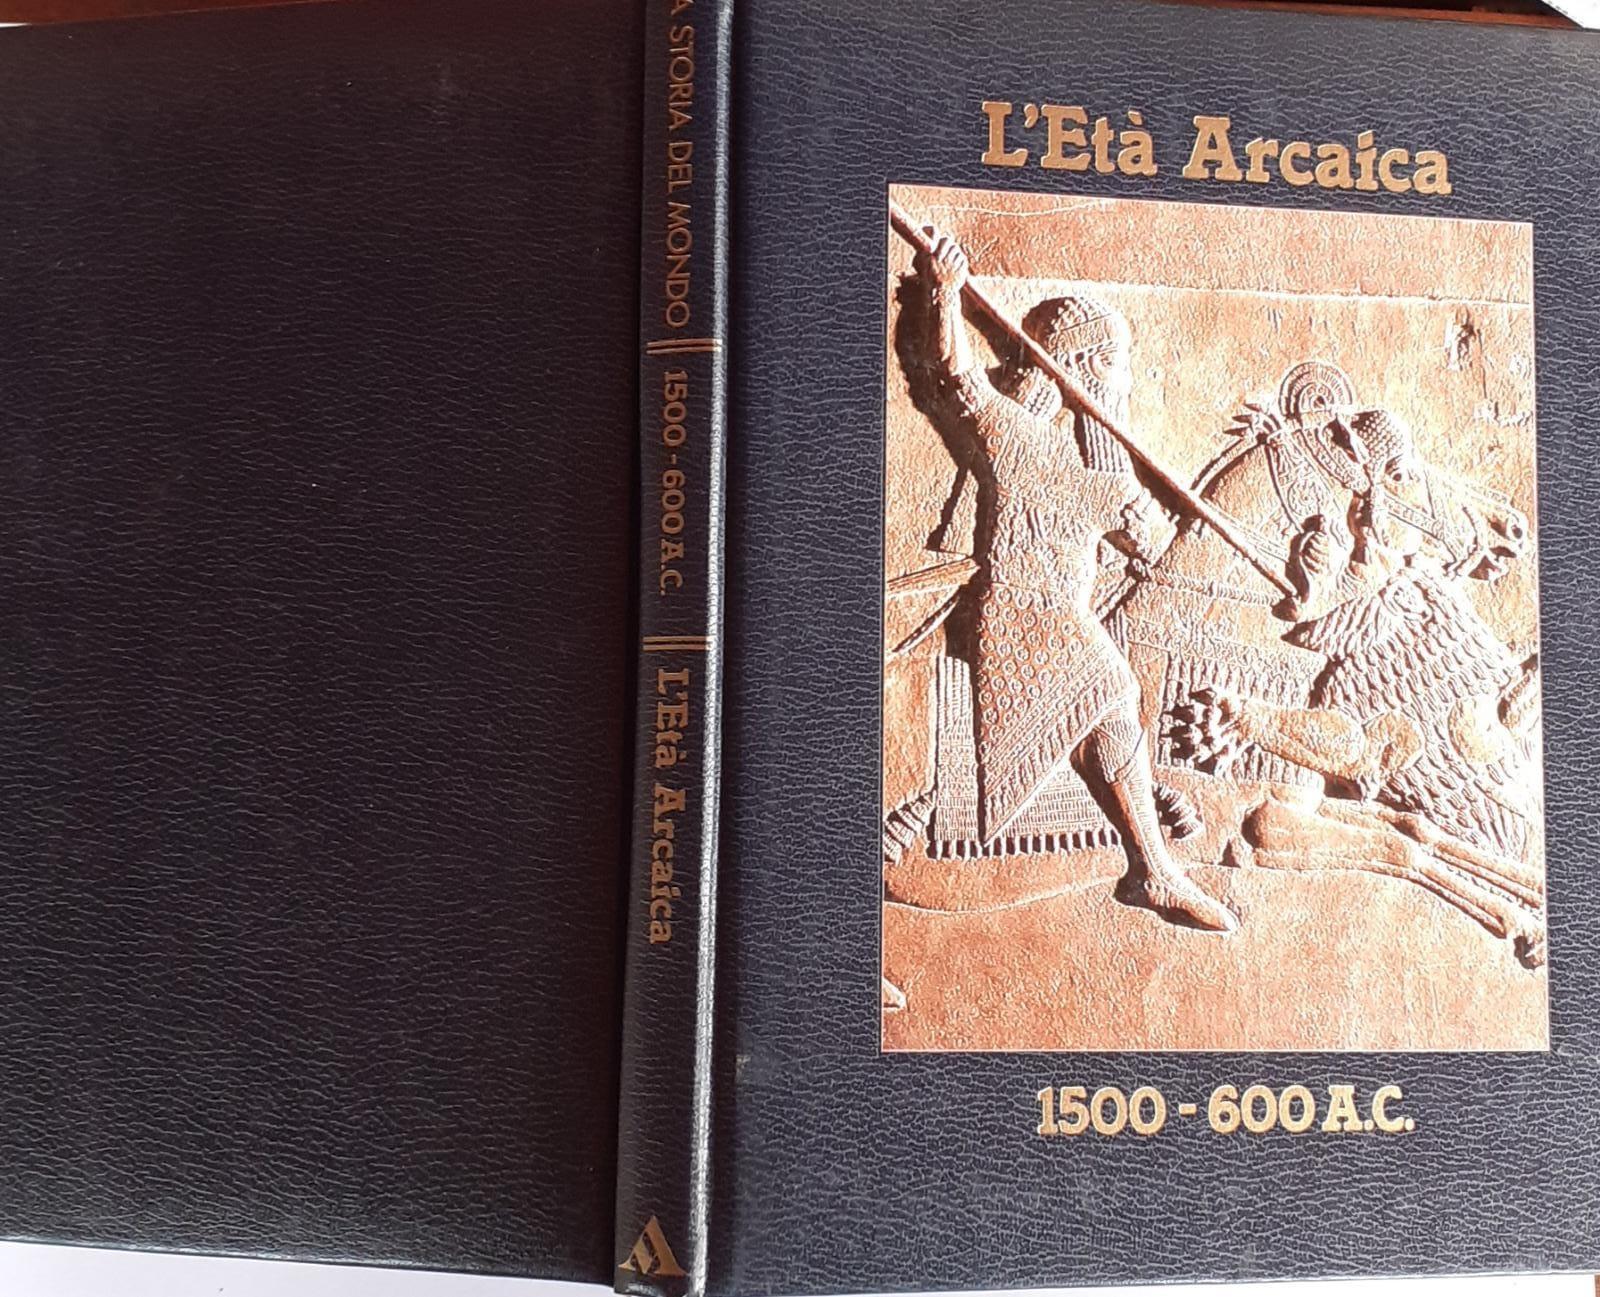 A STORIA DEL MONDO
1500 - 600 A.C.
L'Età Arcaica
L'Età Arcaica
1500 - 600 A.C.